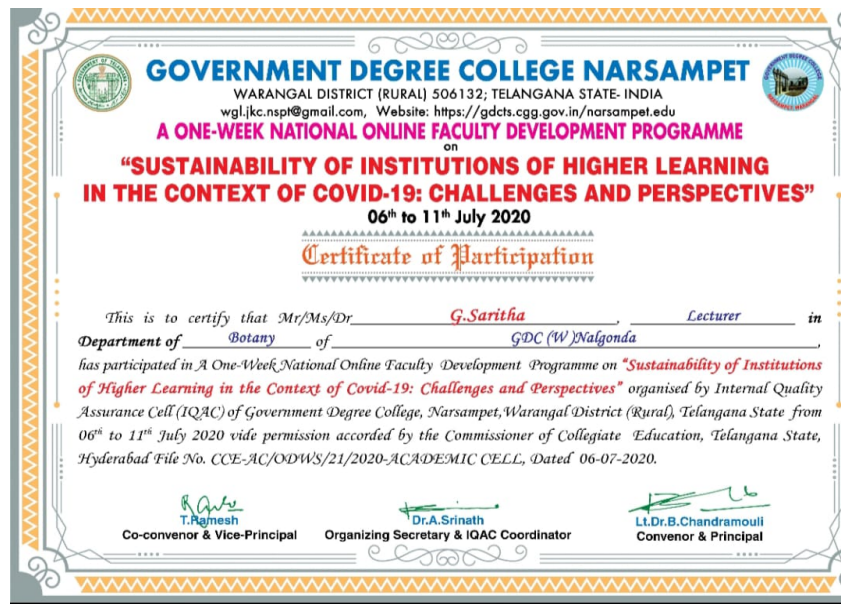 GOVERNMENT DEGREE COLLEGE NARSAMPET
WARANGAL DISTRICT (RURAL) 506132; TELANGANA STATE- INDIA
wgl.jkc.nspt@gmail.com, Website: https://gdcts.cgg.gov.in/narsampet.edu
A ONE-WEEK NATIONAL ONLINE FACULTY DEVELOPMENT PROGRAMME
on
"SUSTAINABILITY OF INSTITUTIONS OF HIGHER LEARNING
IN THE CONTEXT OF COVID-19: CHALLENGES AND PERSPECTIVES"
06th to 11th July 2020
Certificate of Participation
This is to certify that Mr/Ms/Dr G.Saritha, Lecturer in
Department of Botany of GDC (W )Nalgonda,
has participated in A One-Week National Online Faculty Development Programme on "Sustainability of Institutions
of Higher Learning in the Context of Covid-19: Challenges and Perspectives" organised by Internal Quality
Assurance Cell (IQAC) of Government Degree College, Narsampet, Warangal District (Rural), Telangana State from
06th to 11th July 2020 vide permission accorded by the Commissioner of Collegiate Education, Telangana State,
Hyderabad File No. CCE-AC/ODWS/21/2020-ACADEMIC CELL, Dated 06-07-2020.
T.Ramesh
Co-convenor & Vice-Principal
Dr.A.Srinath
Organizing Secretary & IQAC Coordinator
Lt.Dr.B.Chandramouli
Convenor & Principal